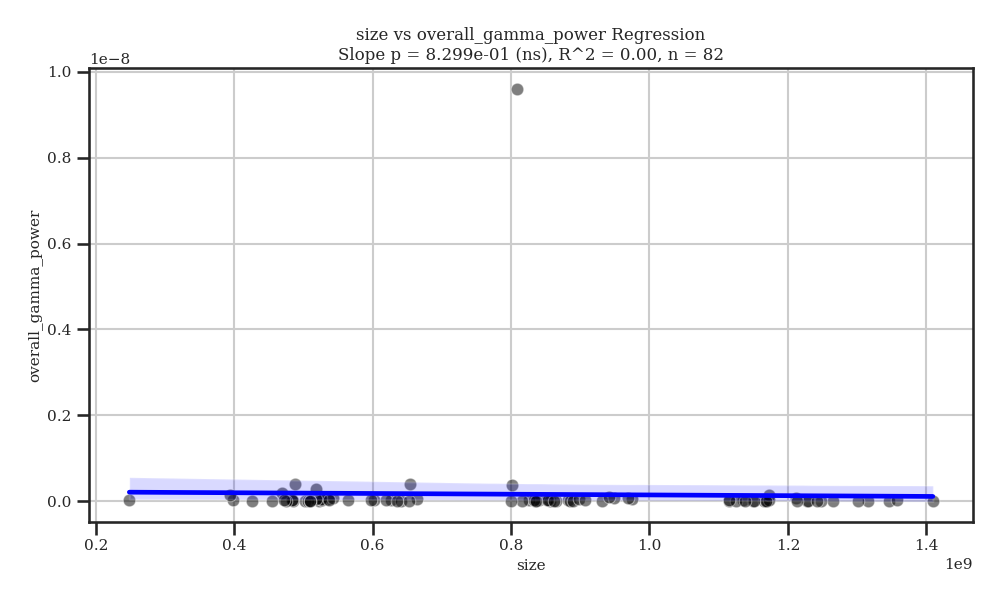 size vs overall_gamma_power Regression
Slope p = 8.299e-01 (ns), R^2 = 0.00, n = 82
1e−8
1.0
0.8
0.6
0.4
0.2
0.0
overall_gamma_power
0.2 0.4 0.6 0.8 1.0 1.2 1.4
1e9
size